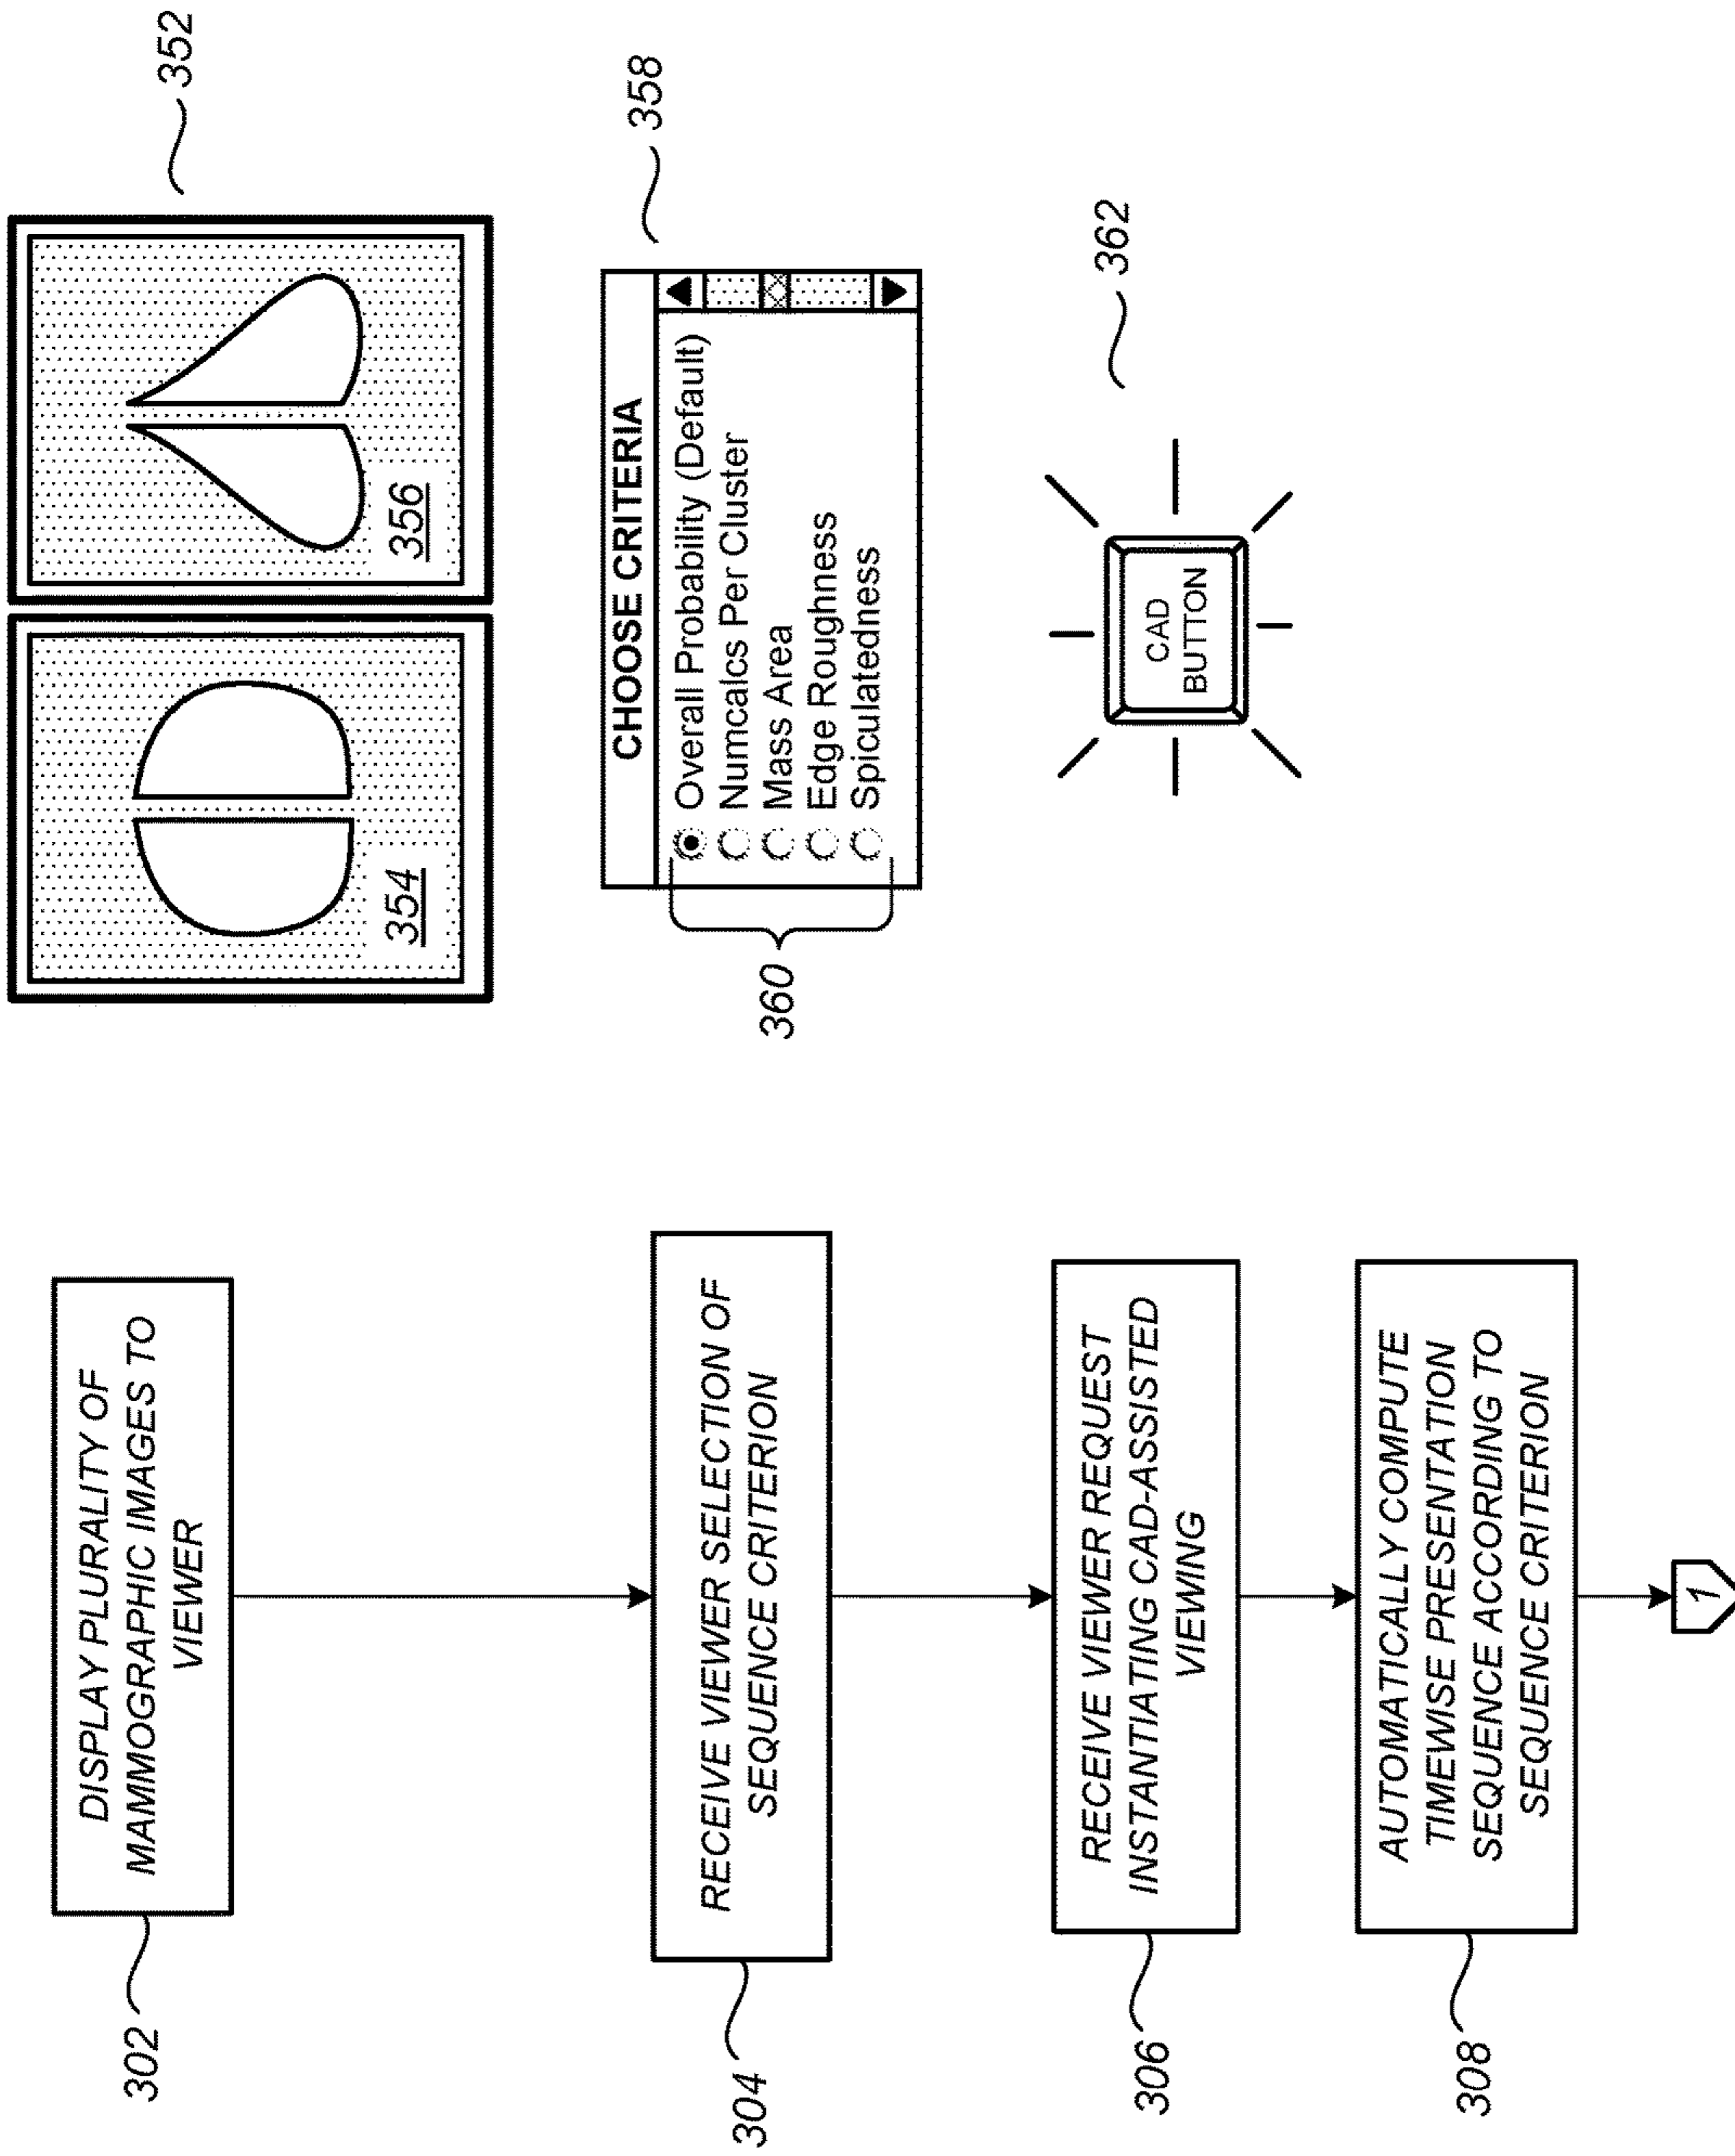 302
DISPLAY PLURALITY OF
MAMMOGRAPHIC IMAGES TO
VIEWER
354
356
352
304
RECEIVE VIEWER SELECTION OF
SEQUENCE CRITERION
CHOOSE CRITERIA
Overall Probability (Default)
Numcalcs Per Cluster
Mass Area
Edge Roughness
Spiculatedness
358
360
306
RECEIVE VIEWER REQUEST
INSTANTIATING CAD-ASSISTED
VIEWING
CAD
BUTTON
362
308
AUTOMATICALLY COMPUTE
TIMEWISE PRESENTATION
SEQUENCE ACCORDING TO
SEQUENCE CRITERION
1